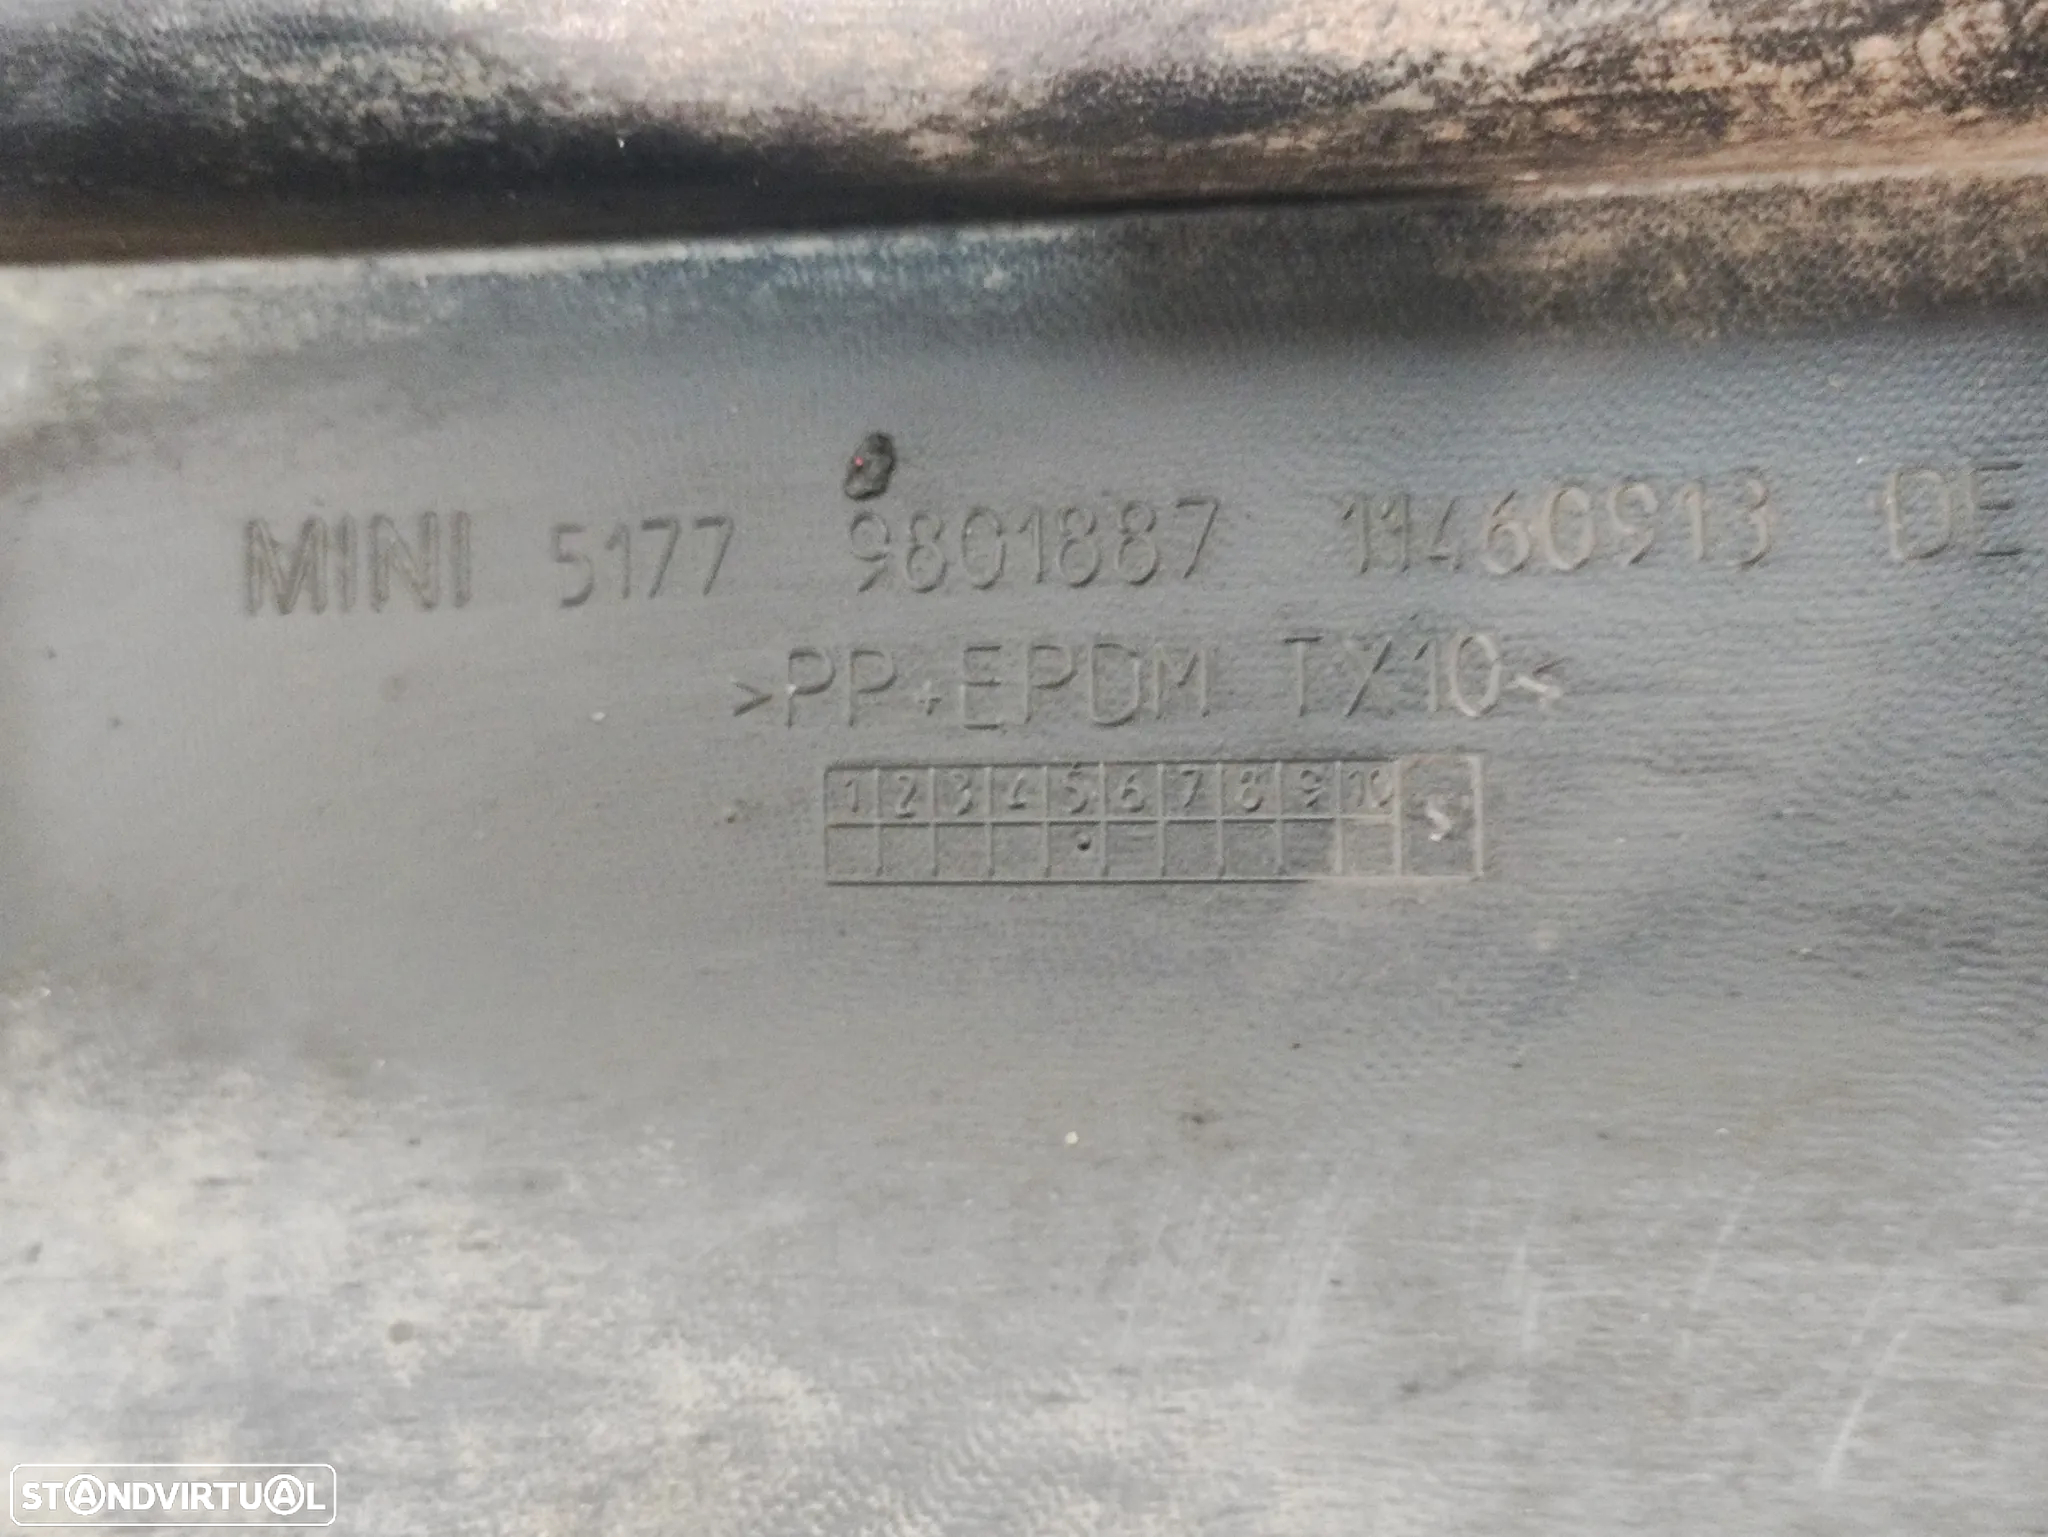 MINI 5177 9801887 11460913 DE
>PP+EPDM TX10<
1 2 3 4 5 6 7 8 9 10
STANDVIRTUAL